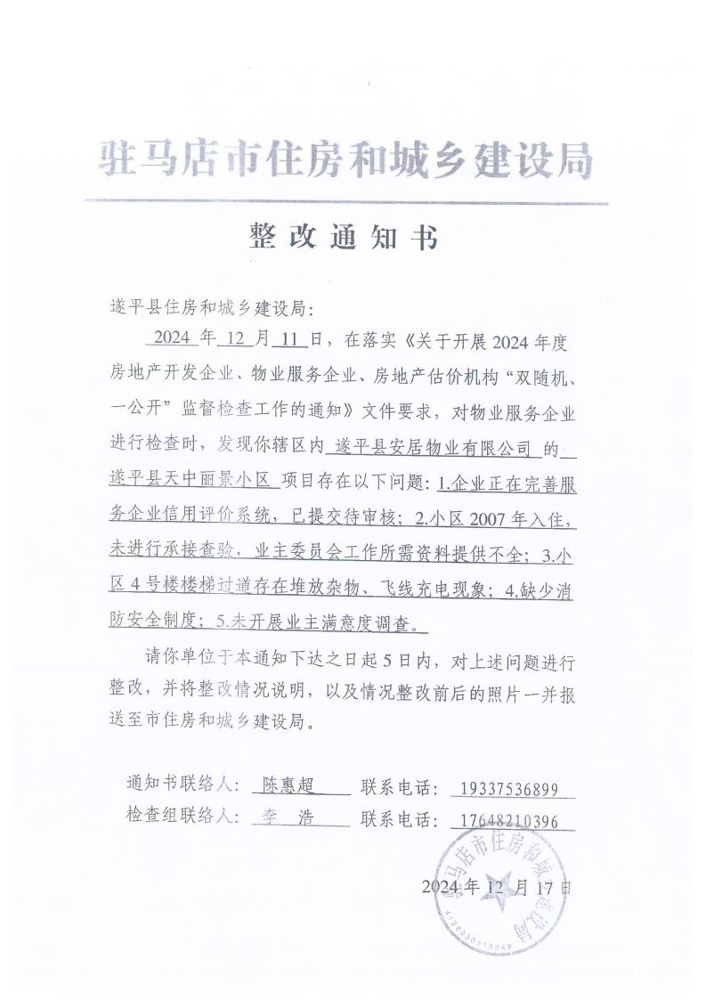 驻马店市住房和城乡建设局
整改通知书
遂平县住房和城乡建设局：
2024 年 12 月 11 日，在落实《关于开展 2024 年度
房地产开发企业、物业服务企业、房地产估价机构“双随机、
一公开”监督检查工作的通知》文件要求，对物业服务企业
进行检查时，发现你辖区内 遂平县安居物业有限公司 的
遂平县天中丽景小区 项目存在以下问题：1.企业正在完善服
务企业信用评价系统，已提交待审核；2.小区 2007 年入住，
未进行承接查验，业主委员会工作所需资料提供不全；3.小
区 4 号楼楼梯过道存在堆放杂物、飞线充电现象；4.缺少消
防安全制度；5.未开展业主满意度调查。
请你单位于本通知下达之日起 5 日内，对上述问题进行
整改，并将整改情况说明，以及情况整改前后的照片一并报
送至市住房和城乡建设局。
通知书联络人： 陈惠超 联系电话： 19337536899
检查组联络人： 李 浩 联系电话： 17648210396
2024 年 12 月 17 日
驻马店市住房和城乡建设局
4128050115849